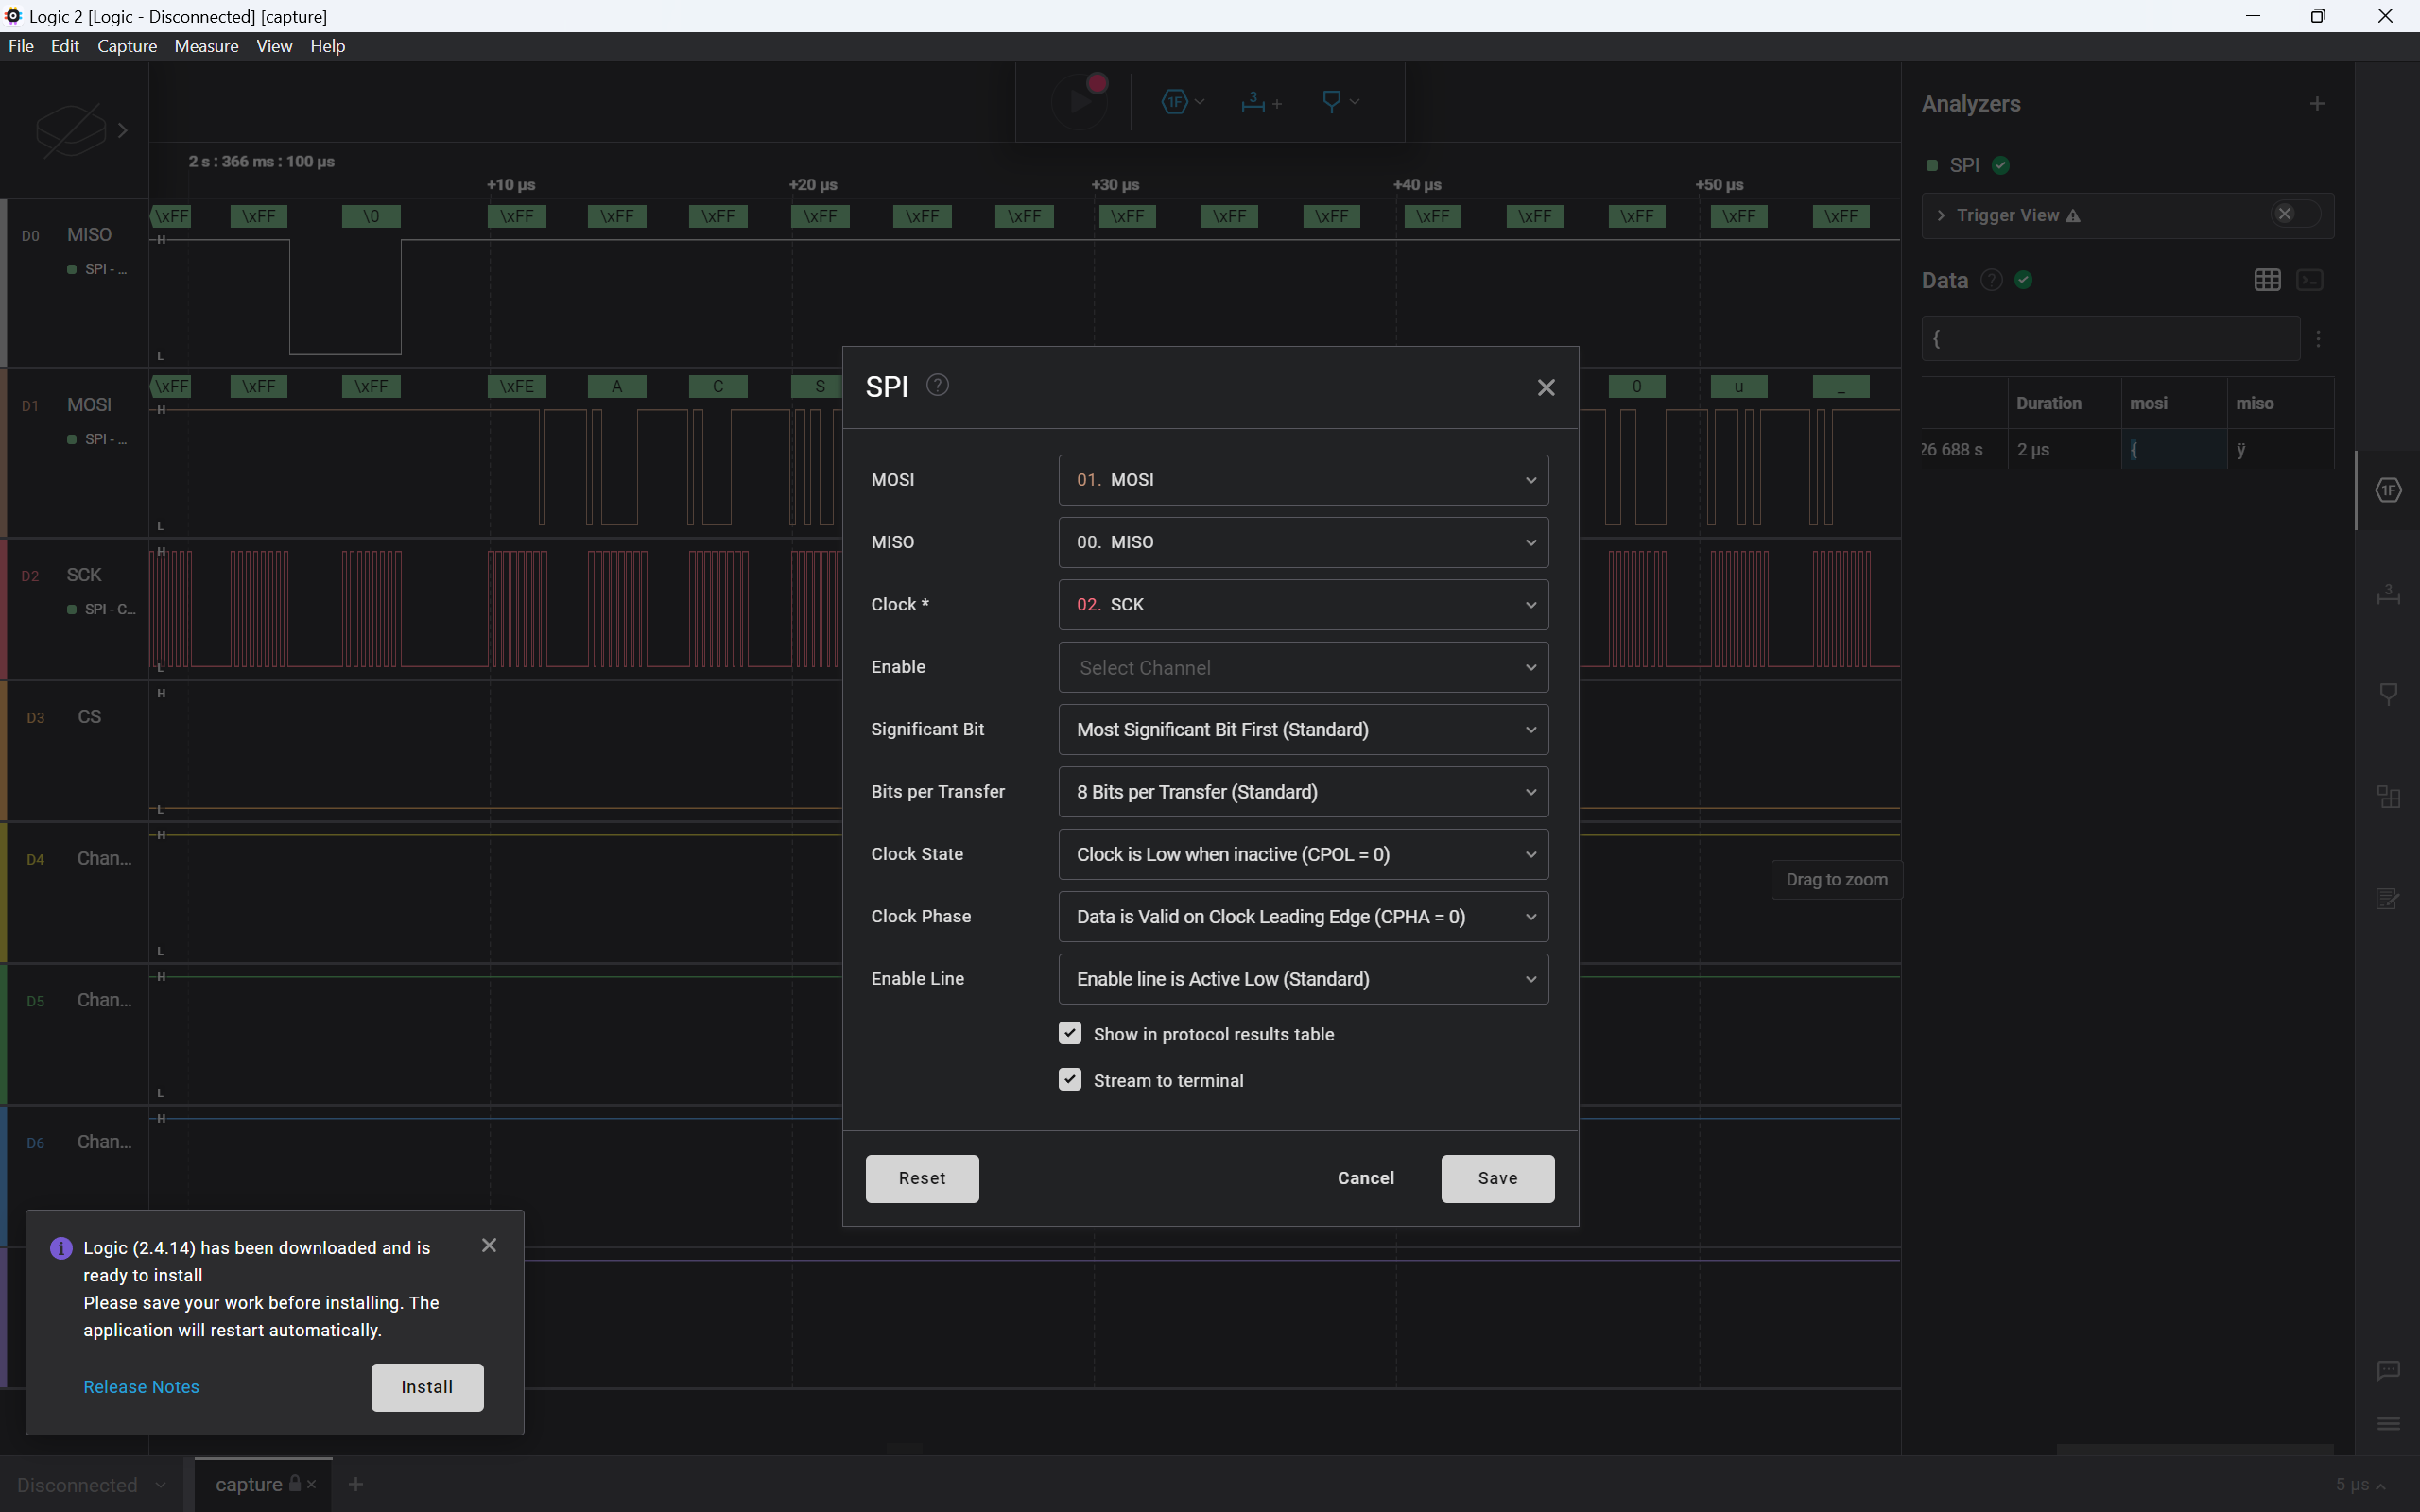 Logic 2 [Logic - Disconnected] [capture]
File Edit Capture Measure View Help
2 s : 366 ms : 100 µs
+10 µs +20 µs +30 µs +40 µs +50 µs
D0 MISO
SPI - ...
H
L
\xFF \xFF \0 \xFF \xFF \xFF \xFF \xFF \xFF \xFF \xFF \xFF \xFF \xFF \xFF \xFF \xFF
D1 MOSI
SPI - ...
H
L
\xFF \xFF \xFF \xFE A C S 0 u _
D2 SCK
SPI - C...
H
L
D3 CS
H
L
D4 Chan...
H
L
D5 Chan...
H
L
D6 Chan...
H
Drag to zoom
SPI ?
MOSI 01. MOSI
MISO 00. MISO
Clock * 02. SCK
Enable Select Channel
Significant Bit Most Significant Bit First (Standard)
Bits per Transfer 8 Bits per Transfer (Standard)
Clock State Clock is Low when inactive (CPOL = 0)
Clock Phase Data is Valid on Clock Leading Edge (CPHA = 0)
Enable Line Enable line is Active Low (Standard)
Show in protocol results table
Stream to terminal
Reset Cancel Save
Analyzers +
SPI
Trigger View
Data ?
{
Duration mosi miso
26 688 s 2 µs { ÿ
1F
3
Logic (2.4.14) has been downloaded and is
ready to install
Please save your work before installing. The
application will restart automatically.
Release Notes Install
Disconnected capture + 5 µs